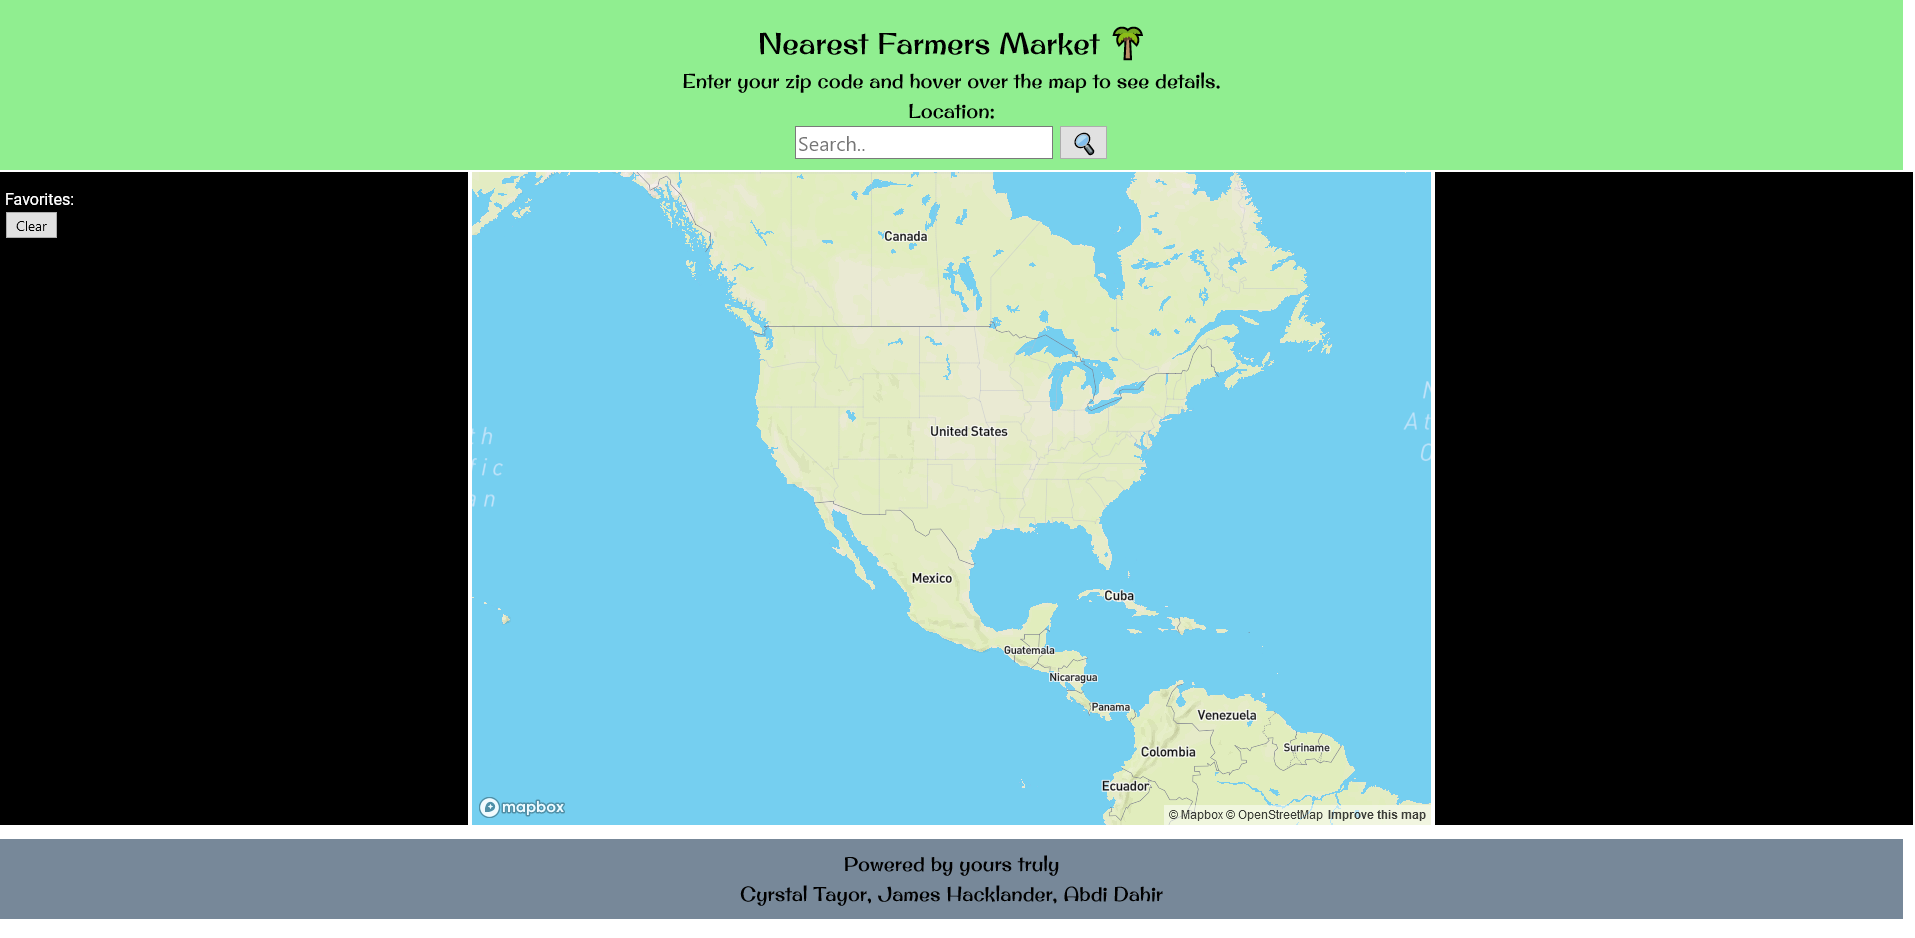 Nearest Farmers Market
Enter your zip code and hover over the map to see details.
Location:
Search..
Favorites:
Clear
Canada
United States
Mexico
Cuba
Guatemala
Nicaragua
Panama
Venezuela
Colombia
Suriname
Ecuador
mapbox
© Mapbox © OpenStreetMap Improve this map
Powered by yours truly
Cyrstal Tayor, James Hacklander, Abdi Dahir